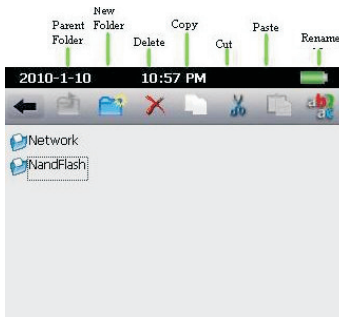 New
Parent Folder Copy Paste
Folder Delete Cut Rename
2010-1-10 10:57 PM
Network
NandFlash